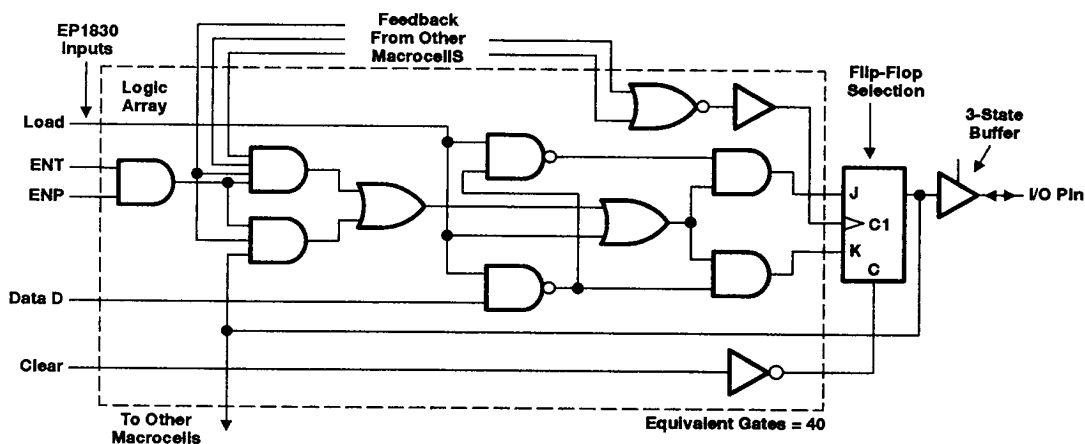 EP1830
Inputs
Feedback
From Other
MacrocellS
Logic
Array
Flip-Flop
Selection
3-State
Buffer
Load
ENT
ENP
J
C1
K
C
I/O PIn
Data D
Clear
To Other
Macrocells
Equivalent Gates = 40